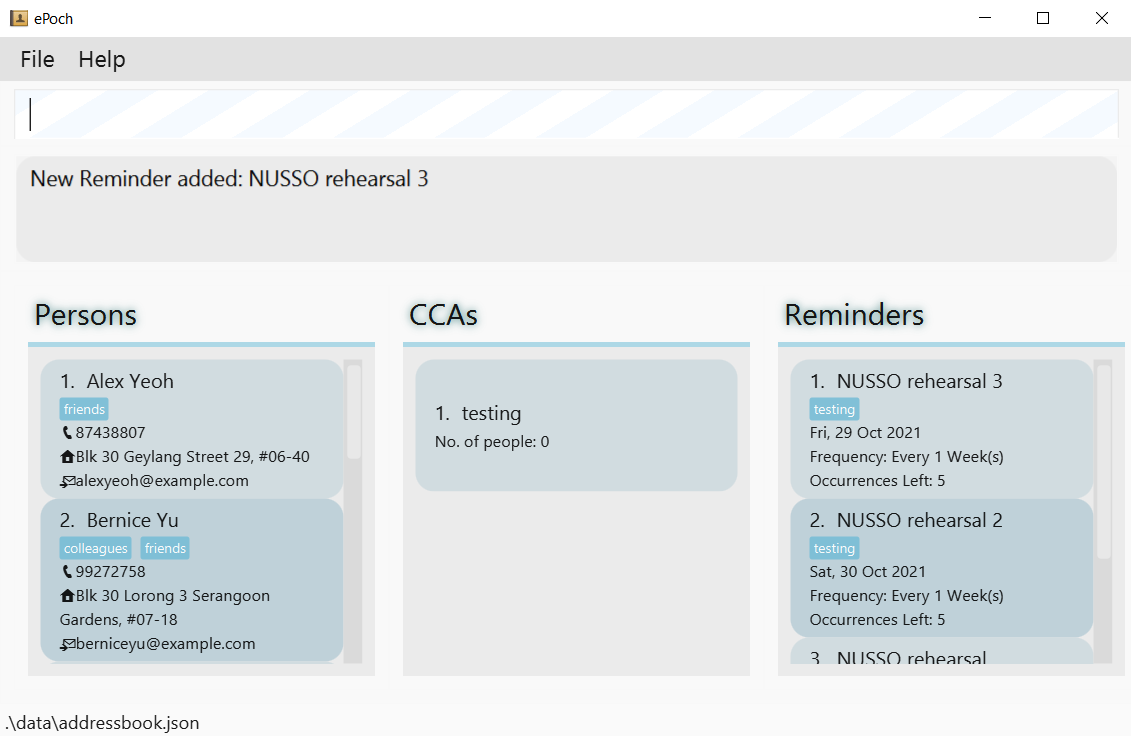 ePoch
File Help
New Reminder added: NUSSO rehearsal 3
Persons
1. Alex Yeoh
friends
87438807
Blk 30 Geylang Street 29, #06-40
alexyeoh@example.com
2. Bernice Yu
colleagues friends
99272758
Blk 30 Lorong 3 Serangoon
Gardens, #07-18
berniceyu@example.com
CCAs
1. testing
No. of people: 0
Reminders
1. NUSSO rehearsal 3
testing
Fri, 29 Oct 2021
Frequency: Every 1 Week(s)
Occurrences Left: 5
2. NUSSO rehearsal 2
testing
Sat, 30 Oct 2021
Frequency: Every 1 Week(s)
Occurrences Left: 5
3. NUSSO rehearsal
.\data\addressbook.json